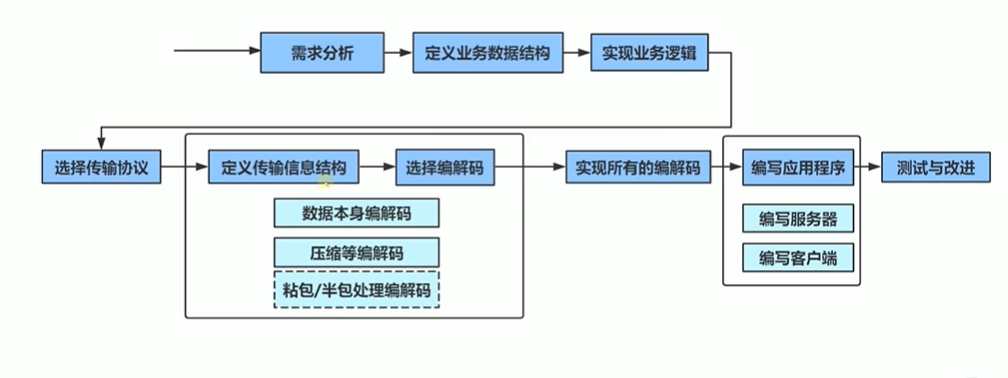 需求分析
定义业务数据结构
实现业务逻辑
选择传输协议
定义传输信息结构
选择编解码
数据本身编解码
压缩等编解码
粘包/半包处理编解码
实现所有的编解码
编写应用程序
编写服务器
编写客户端
测试与改进